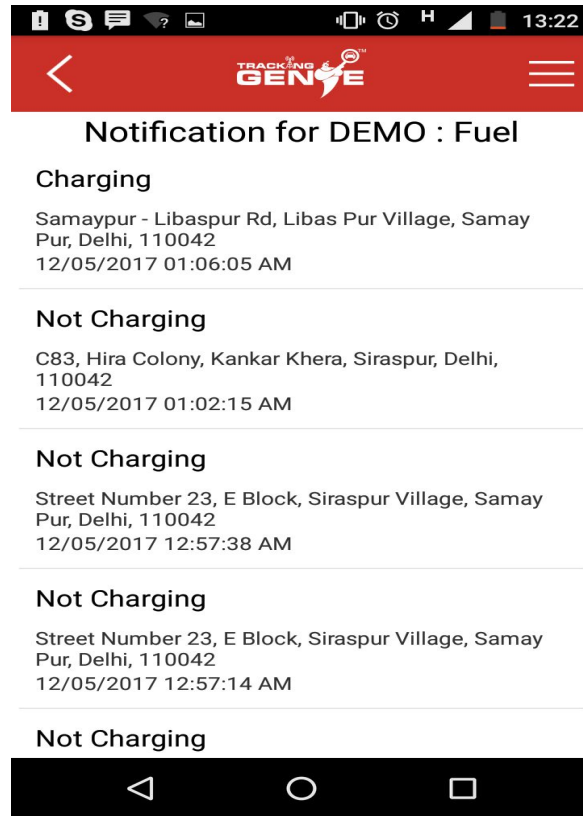 H 13:22
TRACKING
GENIE™
Notification for DEMO : Fuel
Charging
Samaypur - Libaspur Rd, Libas Pur Village, Samay
Pur, Delhi, 110042
12/05/2017 01:06:05 AM
Not Charging
C83, Hira Colony, Kankar Khera, Siraspur, Delhi,
110042
12/05/2017 01:02:15 AM
Not Charging
Street Number 23, E Block, Siraspur Village, Samay
Pur, Delhi, 110042
12/05/2017 12:57:38 AM
Not Charging
Street Number 23, E Block, Siraspur Village, Samay
Pur, Delhi, 110042
12/05/2017 12:57:14 AM
Not Charging